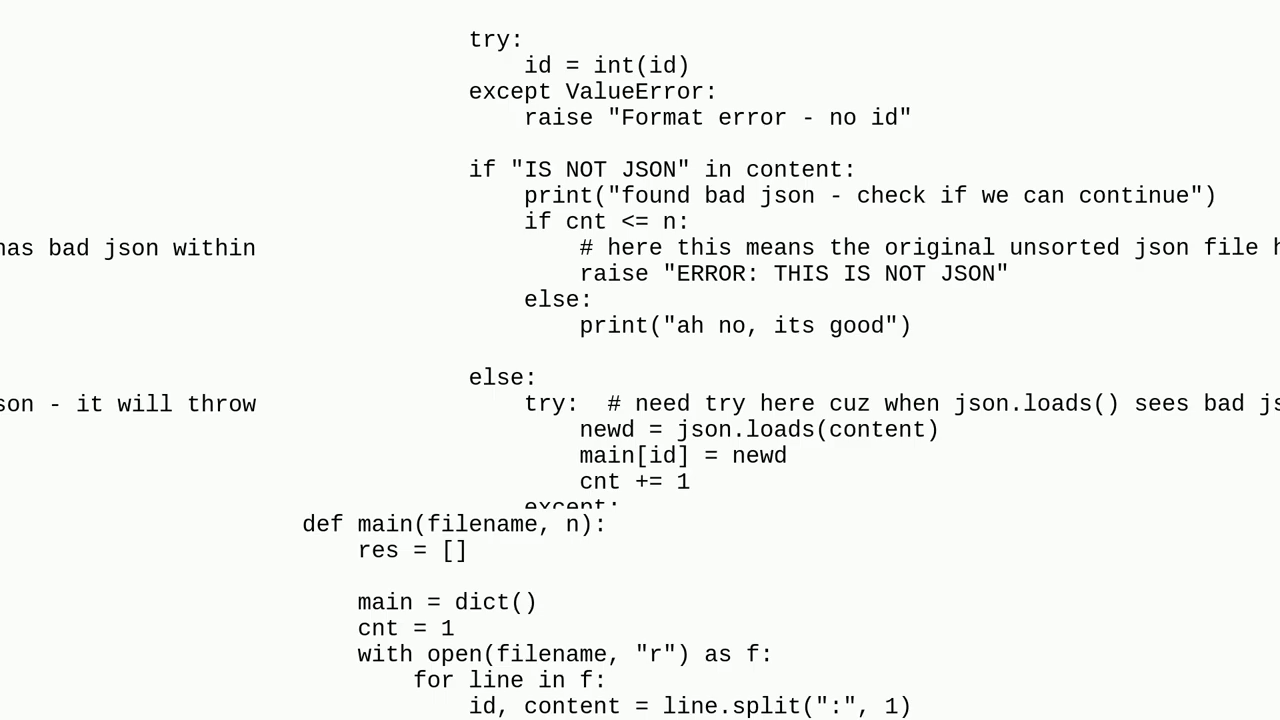 try:
id = int(id)
except ValueError:
raise "Format error - no id"
if "IS NOT JSON" in content:
print("found bad json - check if we can continue")
if cnt <= n:
has bad json within
# here this means the original unsorted json file h
raise "ERROR: THIS IS NOT JSON"
else:
print("ah no, its good")
else:
son - it will throw
try:  # need try here cuz when json.loads() sees bad js
newd = json.loads(content)
main[id] = newd
cnt += 1
except:
def main(filename, n):
res = []
main = dict()
cnt = 1
with open(filename, "r") as f:
for line in f:
id, content = line.split(":", 1)